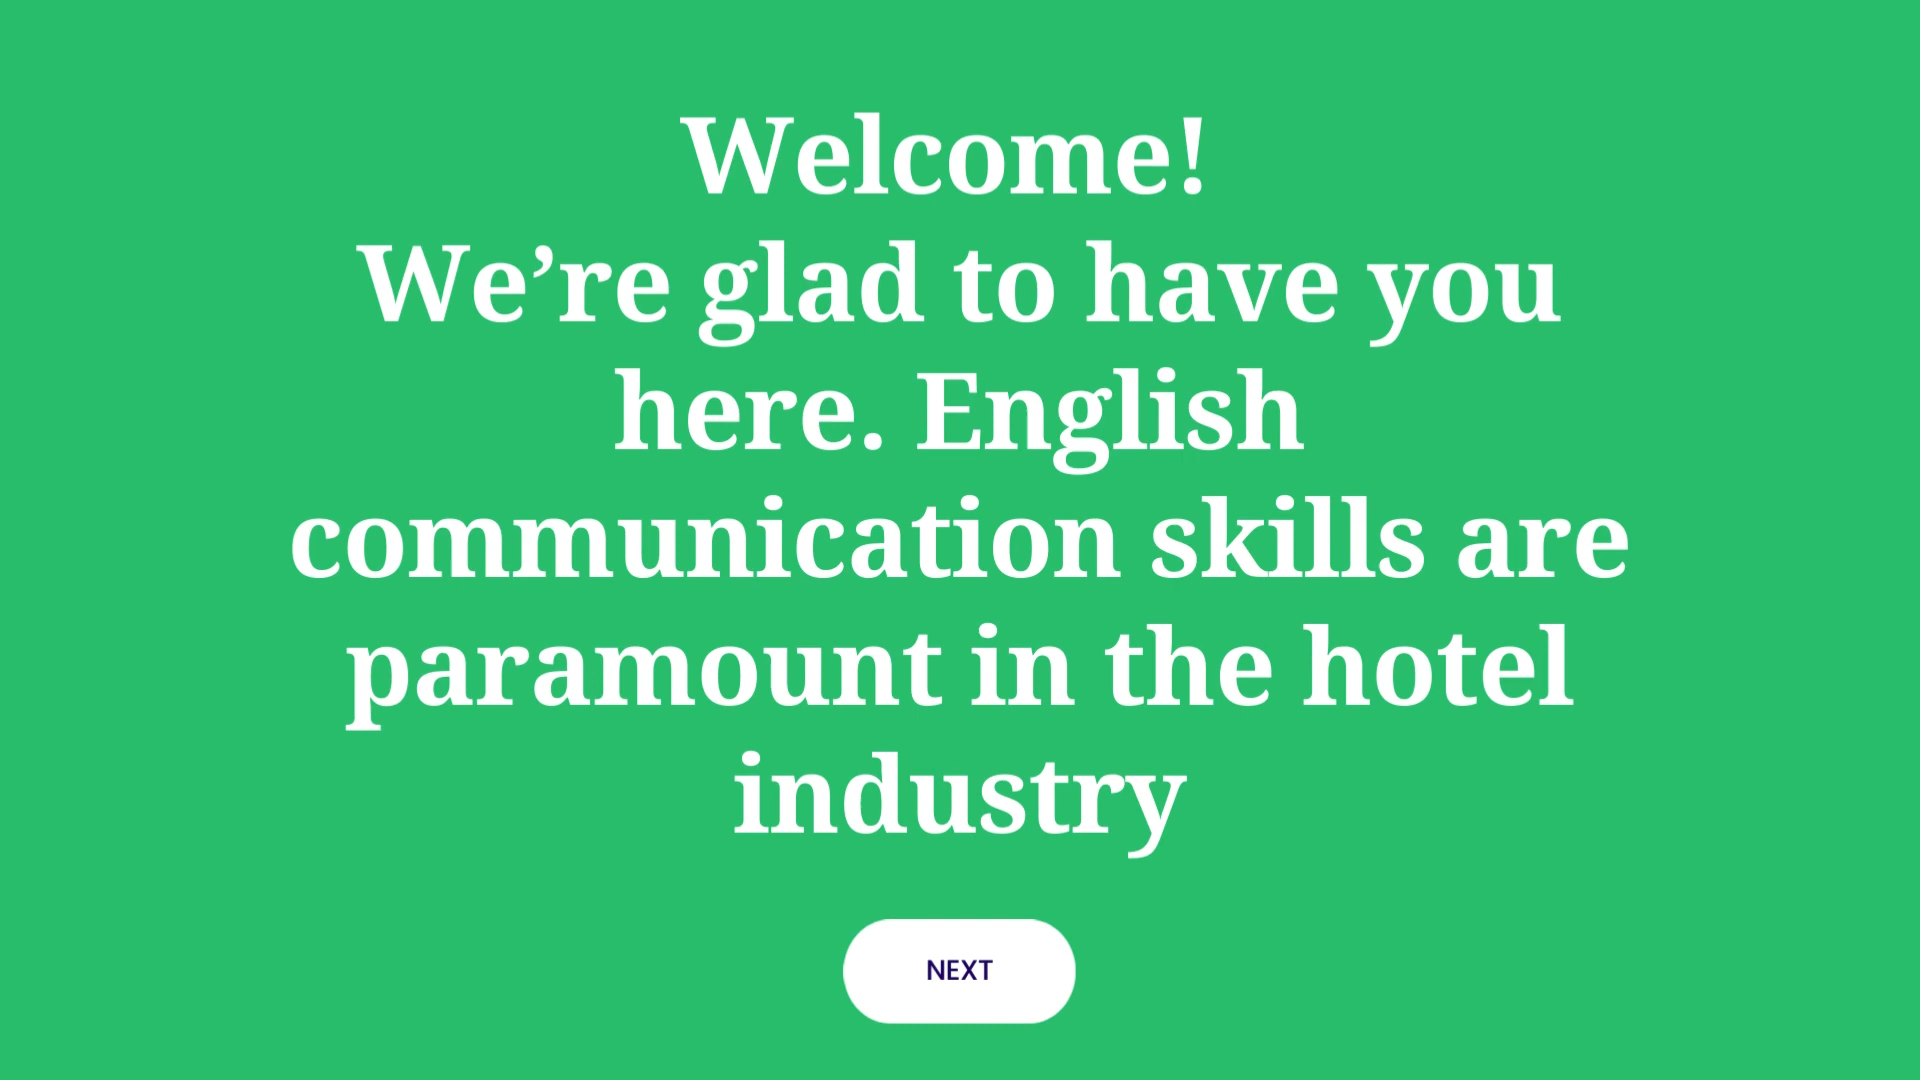 Welcome!
We’re glad to have you
here. English
communication skills are
paramount in the hotel
industry
NEXT